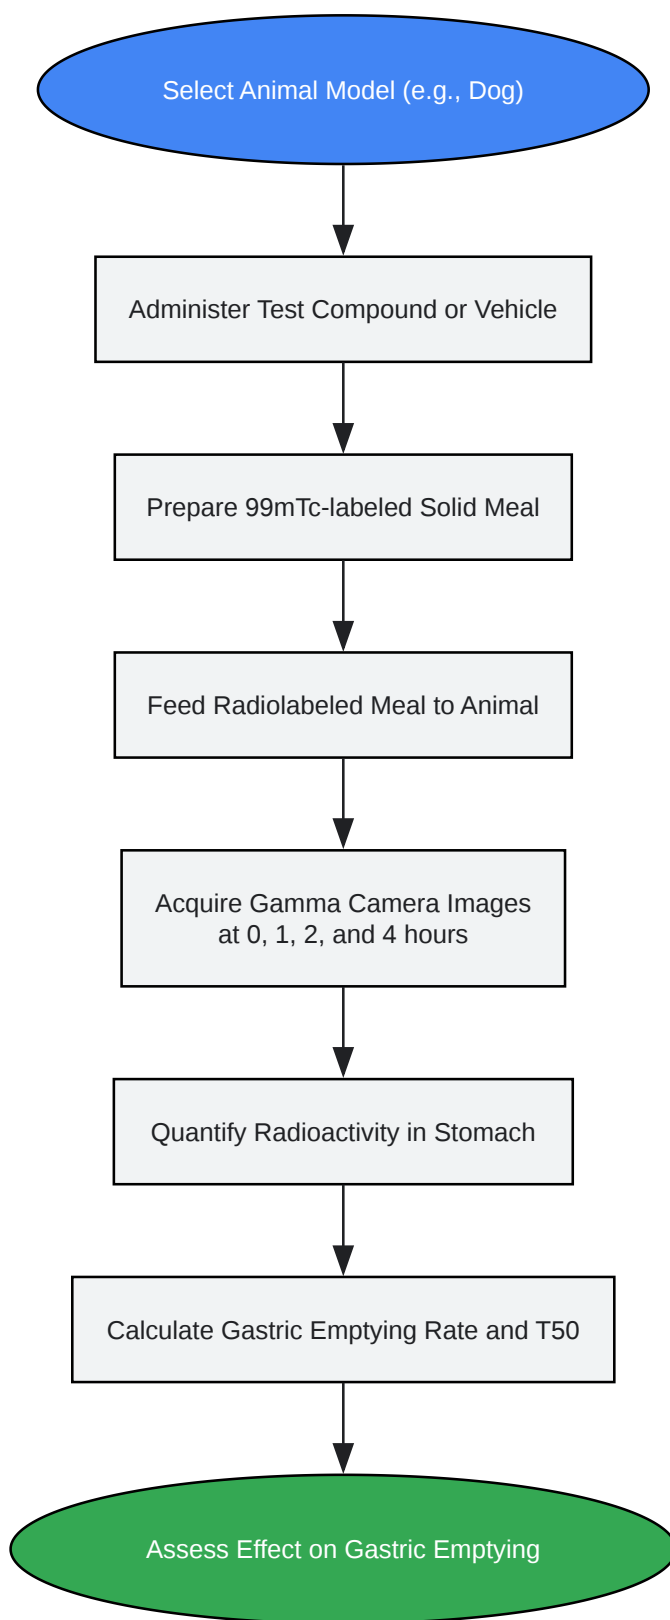 Select Animal Model (e.g., Dog)
Administer Test Compound or Vehicle
Prepare 99mTc-labeled Solid Meal
Feed Radiolabeled Meal to Animal
Acquire Gamma Camera Images
at 0, 1, 2, and 4 hours
Quantify Radioactivity in Stomach
Calculate Gastric Emptying Rate and T50
Assess Effect on Gastric Emptying